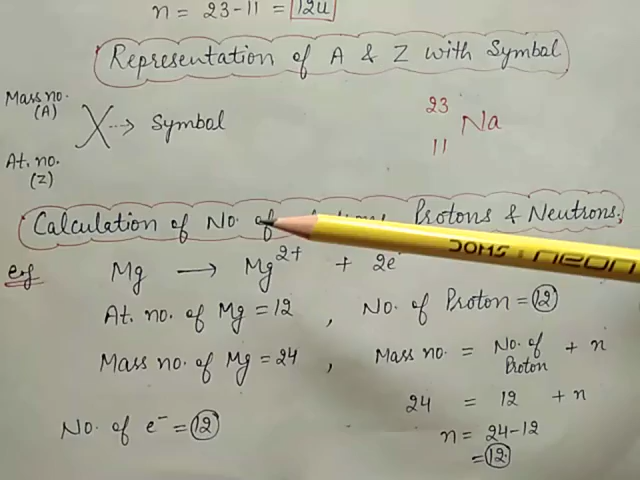 n = 23-11 = 12u
Representation of A & Z with Symbol
Mass no. (A)
X → Symbol
At. no. (Z)
23
11 Na
Calculation of No. of Protons & Neutrons,
DOMS neon
eg Mg → Mg2+ + 2e-
At. no. of Mg = 12 , No. of Proton = 12
Mass no. of Mg = 24 , Mass no. = No. of Proton + n
24 = 12 + n
No. of e- = 12
n = 24-12
= 12